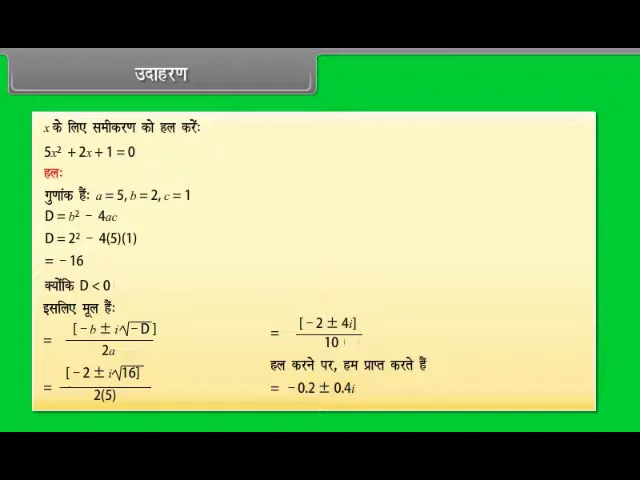 उदाहरण
x के लिए समीकरण को हल करें:
5x² + 2x + 1 = 0
हल:
गुणांक हैं: a = 5, b = 2, c = 1
D = b² − 4ac
D = 2² − 4(5)(1)
= − 16
क्योंकि D < 0
इसलिए मूल हैं:
= [− b ± i√−D] / 2a
= [− 2 ± i√16] / 2(5)
= [− 2 ± 4i] / 10
हल करने पर, हम प्राप्त करते हैं
= − 0.2 ± 0.4i